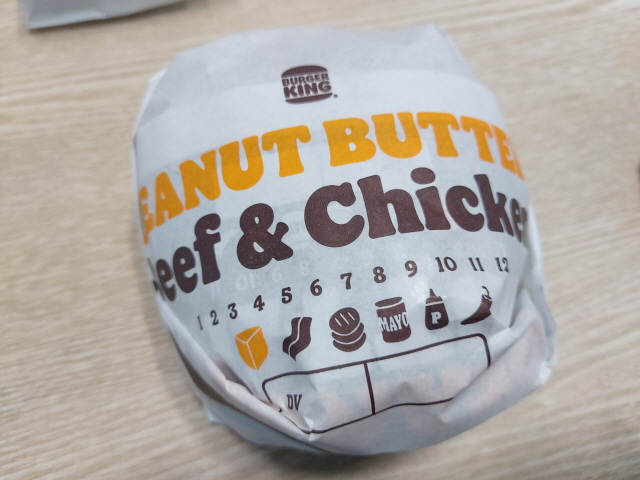 BURGER
KING
EANUT BUTTE
eef & Chicke
1 2 3 4 5 6 7 8 9 10 11 12
MAYO P
DV